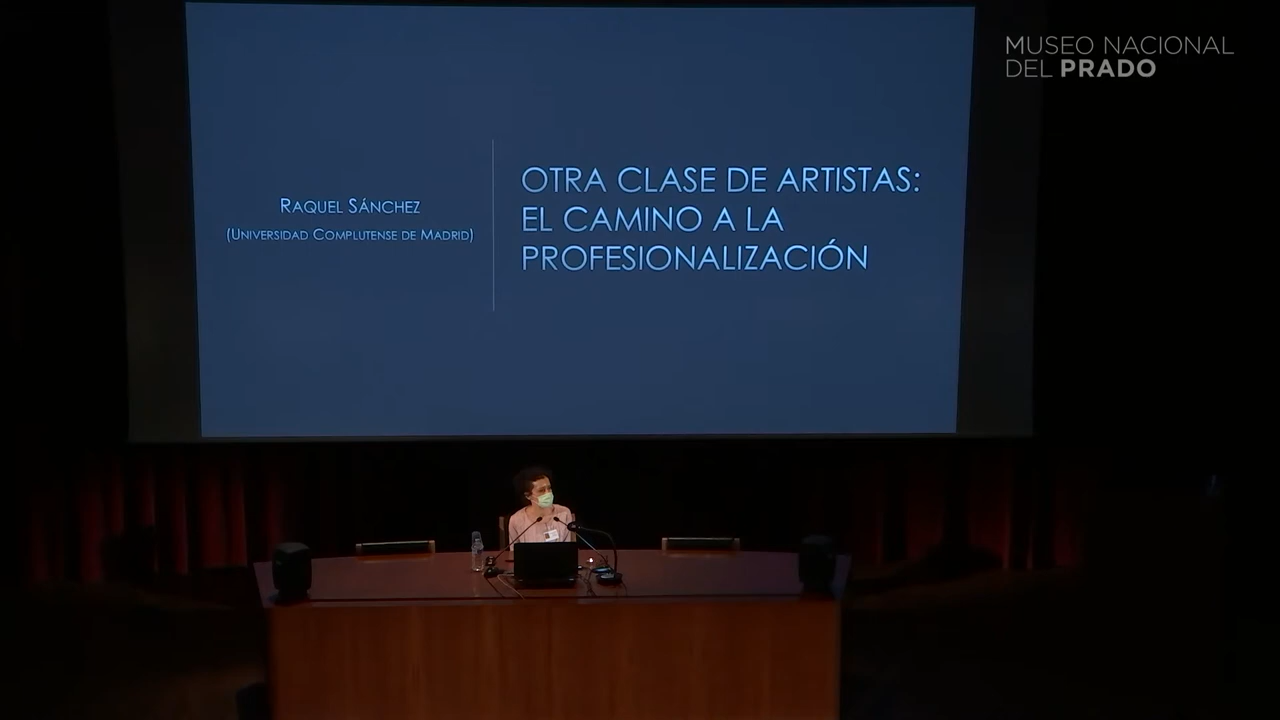 MUSEO NACIONAL
DEL PRADO
RAQUEL SÁNCHEZ
(UNIVERSIDAD COMPLUTENSE DE MADRID)
OTRA CLASE DE ARTISTAS:
EL CAMINO A LA
PROFESIONALIZACIÓN